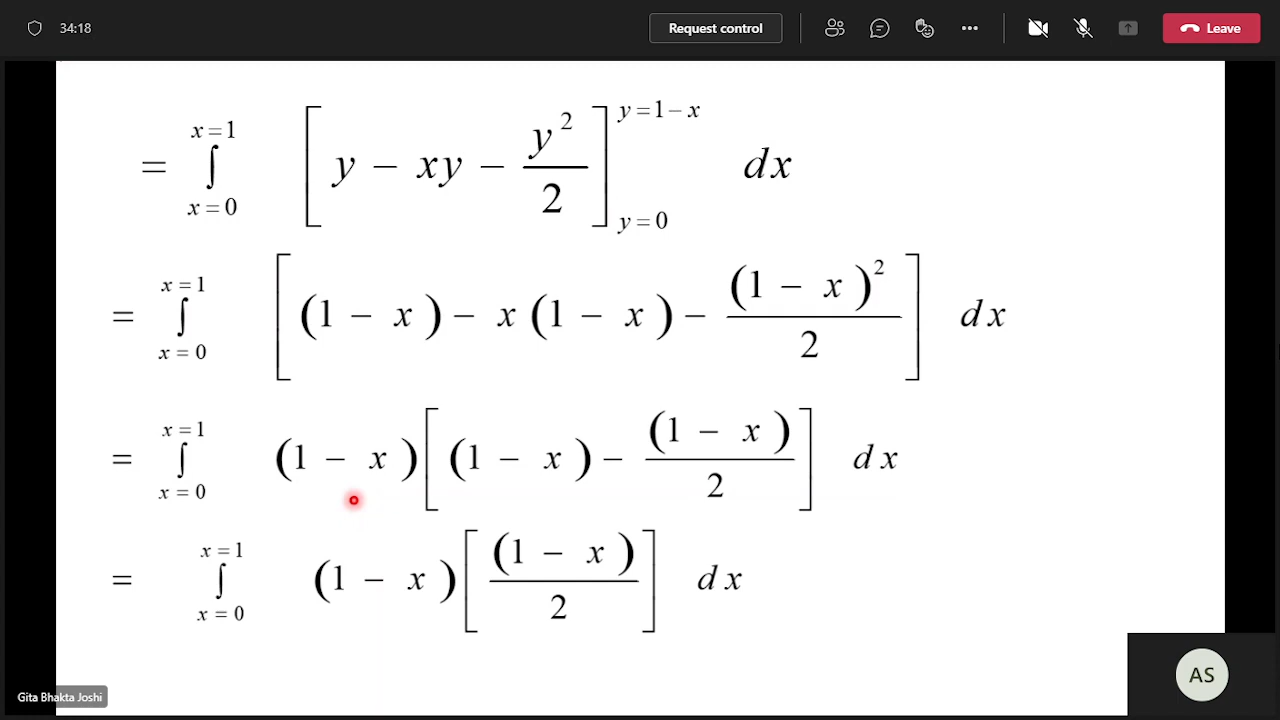 34:18 Request control Leave
= ∫_{x=0}^{x=1} [ y − xy − y²/2 ]_{y=0}^{y=1−x} dx
= ∫_{x=0}^{x=1} [ (1 − x) − x(1 − x) − (1 − x)²/2 ] dx
= ∫_{x=0}^{x=1} (1 − x)[ (1 − x) − (1 − x)/2 ] dx
= ∫_{x=0}^{x=1} (1 − x)[ (1 − x)/2 ] dx
AS
Gita Bhakta Joshi